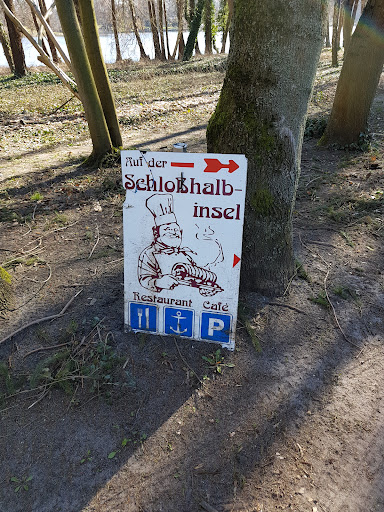 Auf der
Schloßhalb-
insel
Restaurant Café
P